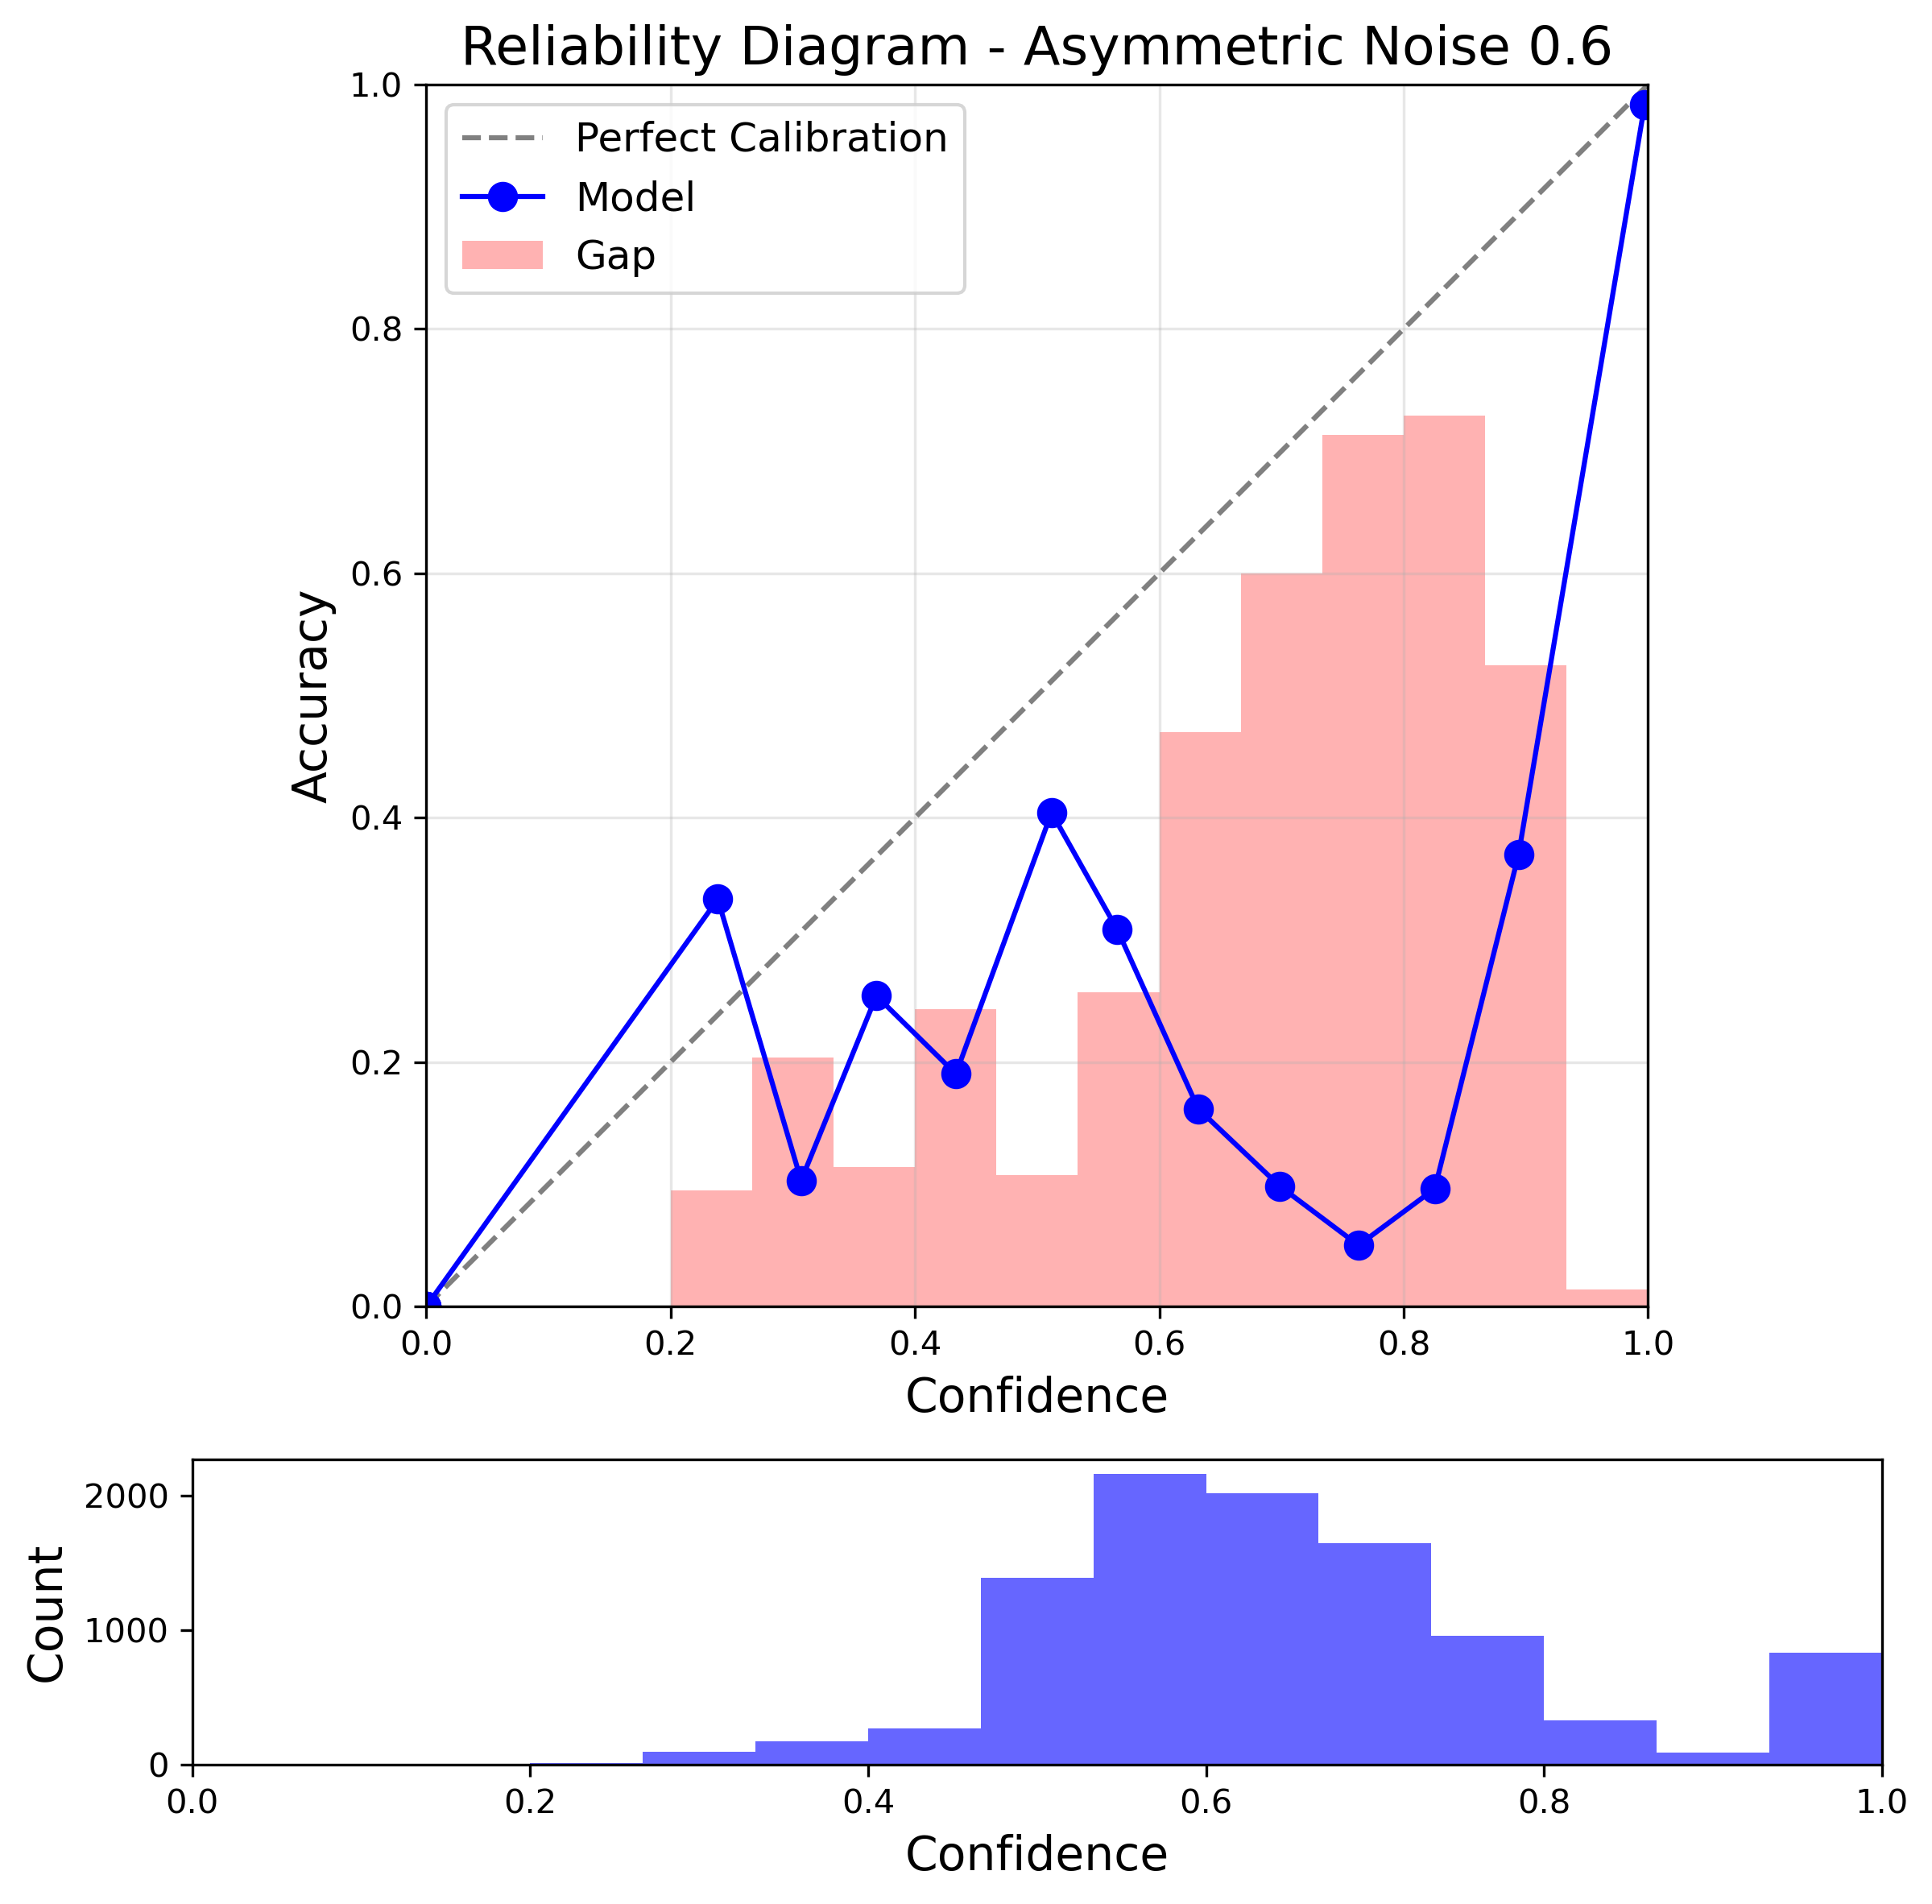 Reliability Diagram - Asymmetric Noise 0.6
Perfect Calibration
Model
Gap
Accuracy
1.0
0.8
0.6
0.4
0.2
0.0
0.0 0.2 0.4 0.6 0.8 1.0
Confidence
Count
2000
1000
0
0.0 0.2 0.4 0.6 0.8 1.0
Confidence